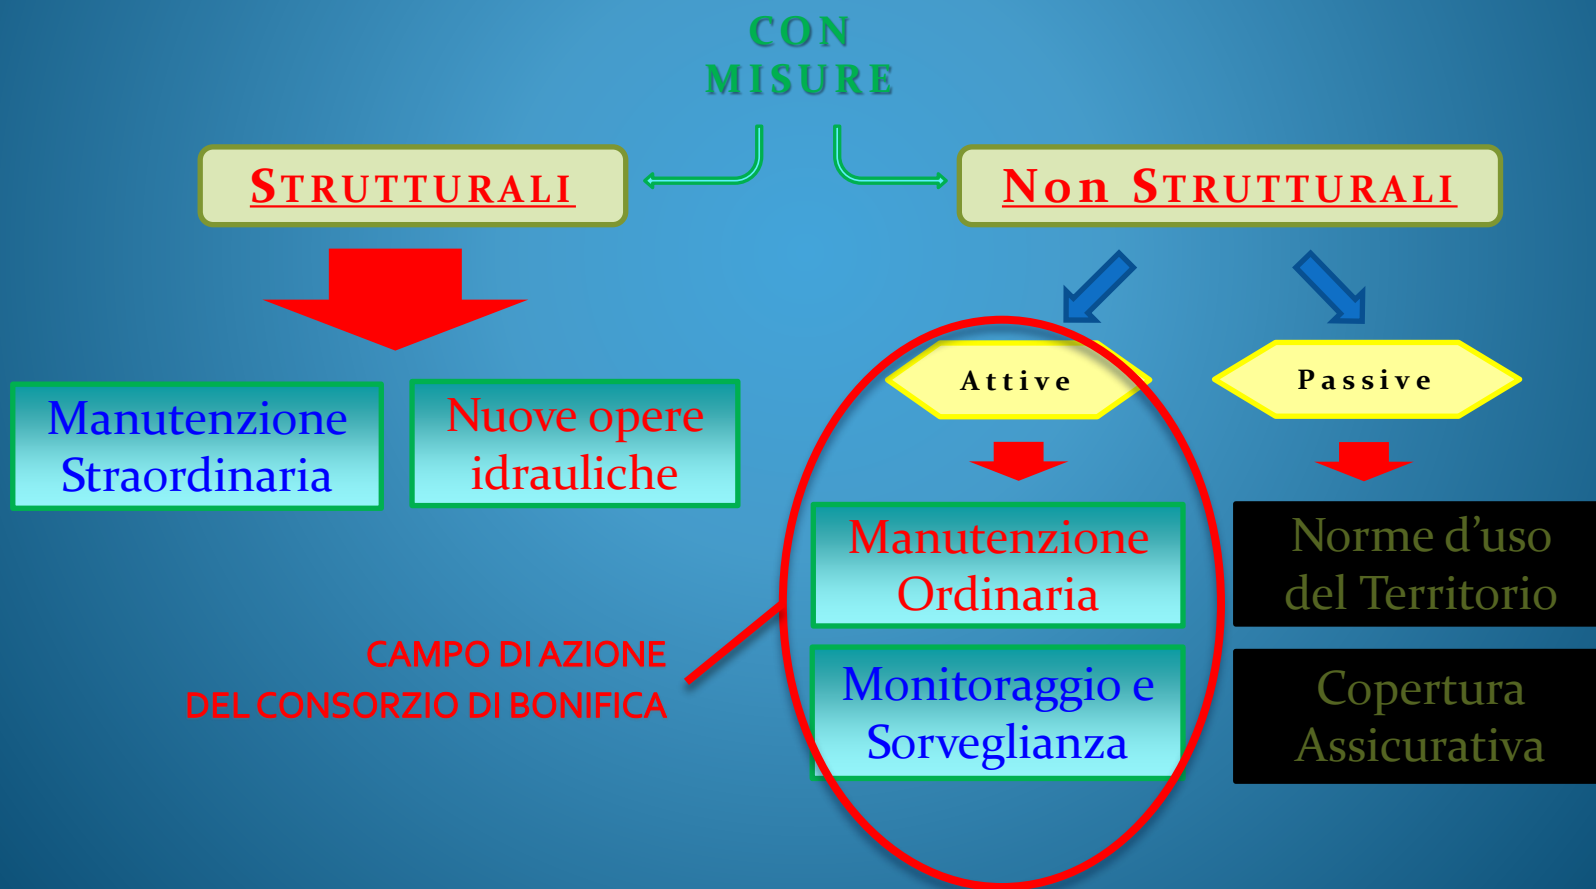 CON
MISURE
STRUTTURALI
Non STRUTTURALI
Attive
Passive
Manutenzione
Straordinaria
Nuove opere
idrauliche
Manutenzione
Ordinaria
Norme d’uso
del Territorio
CAMPO DI AZIONE
DEL CONSORZIO DI BONIFICA
Monitoraggio e
Sorveglianza
Copertura
Assicurativa